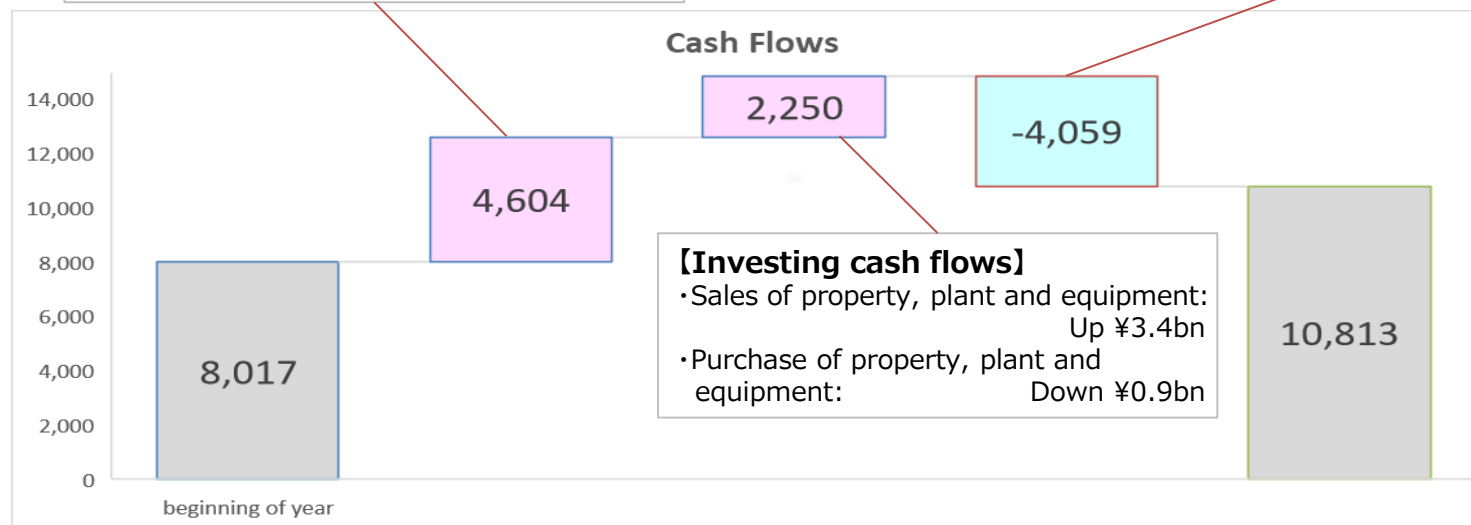 Cash Flows
14,000
12,000
10,000
8,000
6,000
4,000
2,000
0
8,017
4,604
2,250
-4,059
10,813
【Investing cash flows】
・Sales of property, plant and equipment:
Up ¥3.4bn
・Purchase of property, plant and
equipment: Down ¥0.9bn
beginning of year